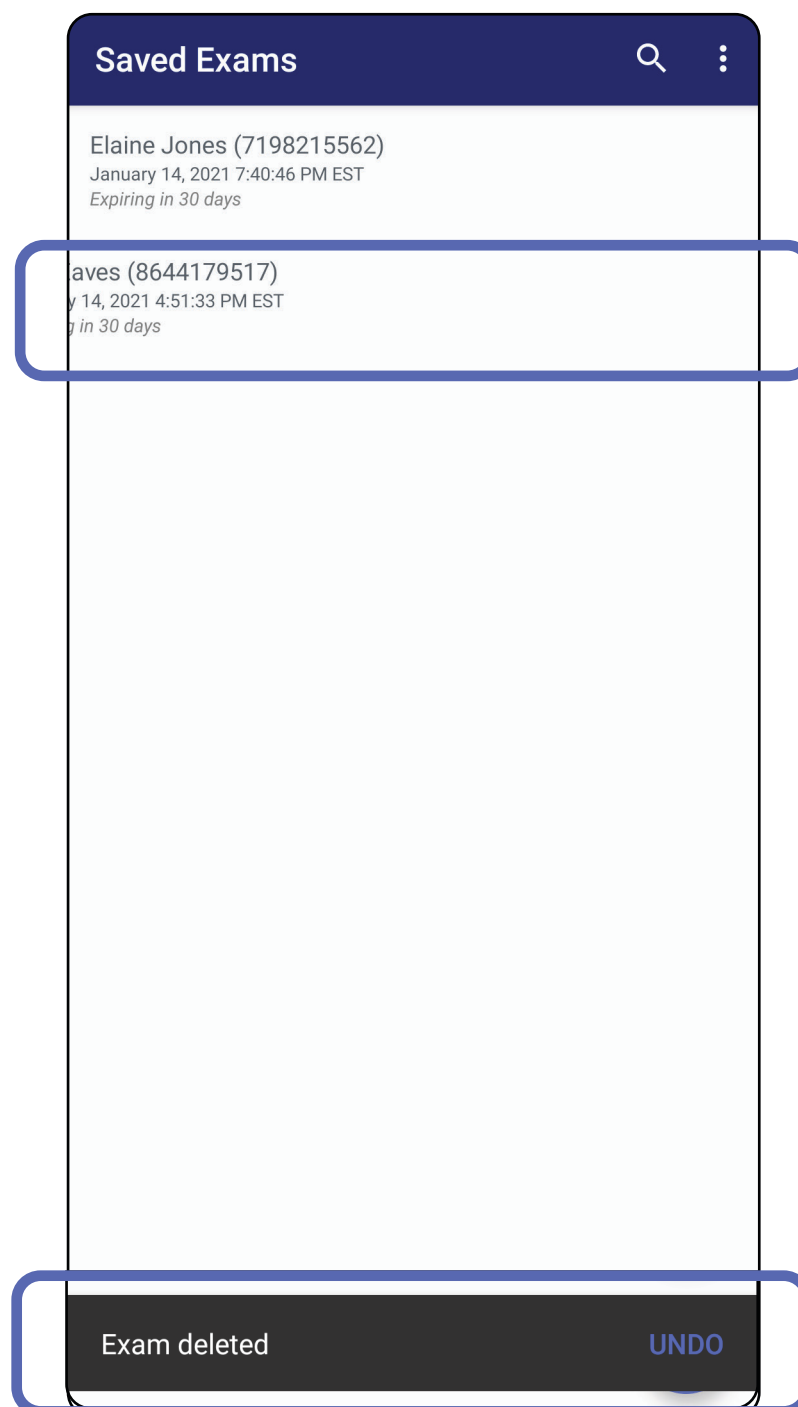 Saved Exams
Elaine Jones (7198215562)
January 14, 2021 7:40:46 PM EST
Expiring in 30 days
(8644179517)
14, 2021 4:51:33 PM EST
in 30 days
Exam deleted UNDO